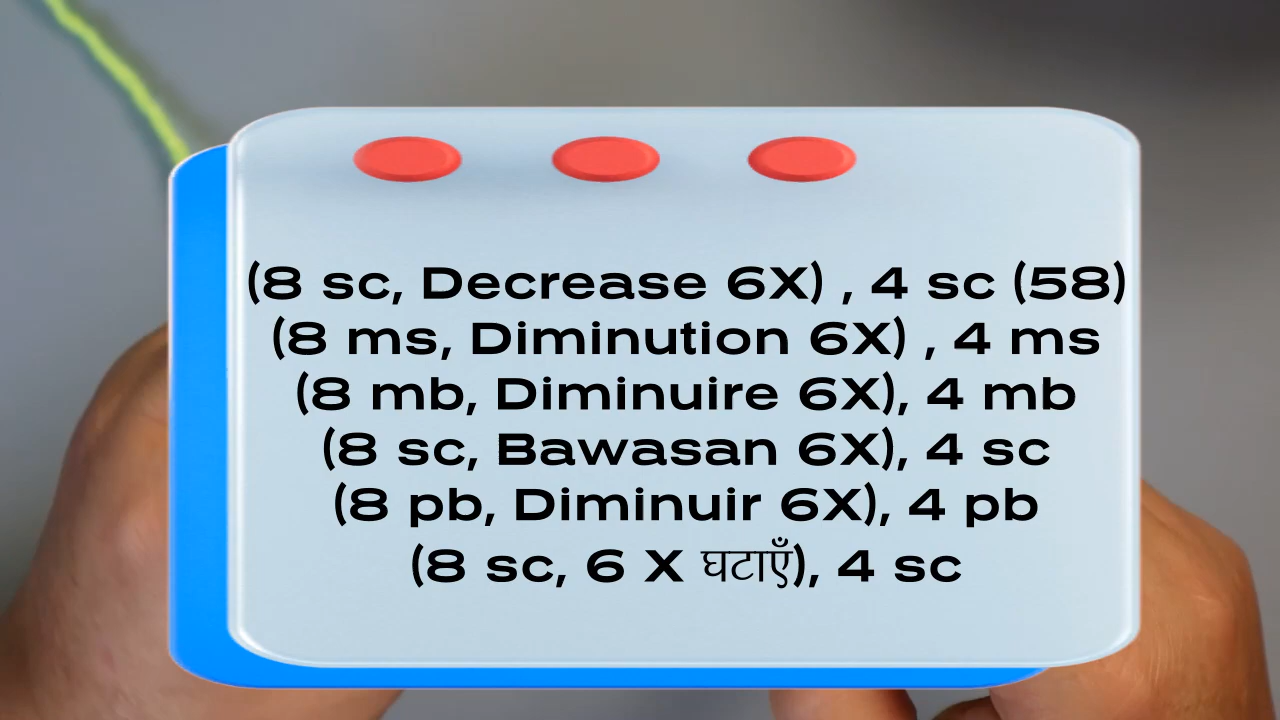 (8 sc, Decrease 6X) , 4 sc (58)
(8 ms, Diminution 6X) , 4 ms
(8 mb, Diminuire 6X), 4 mb
(8 sc, Bawasan 6X), 4 sc
(8 pb, Diminuir 6X), 4 pb
(8 sc, 6 X घटाएँ), 4 sc